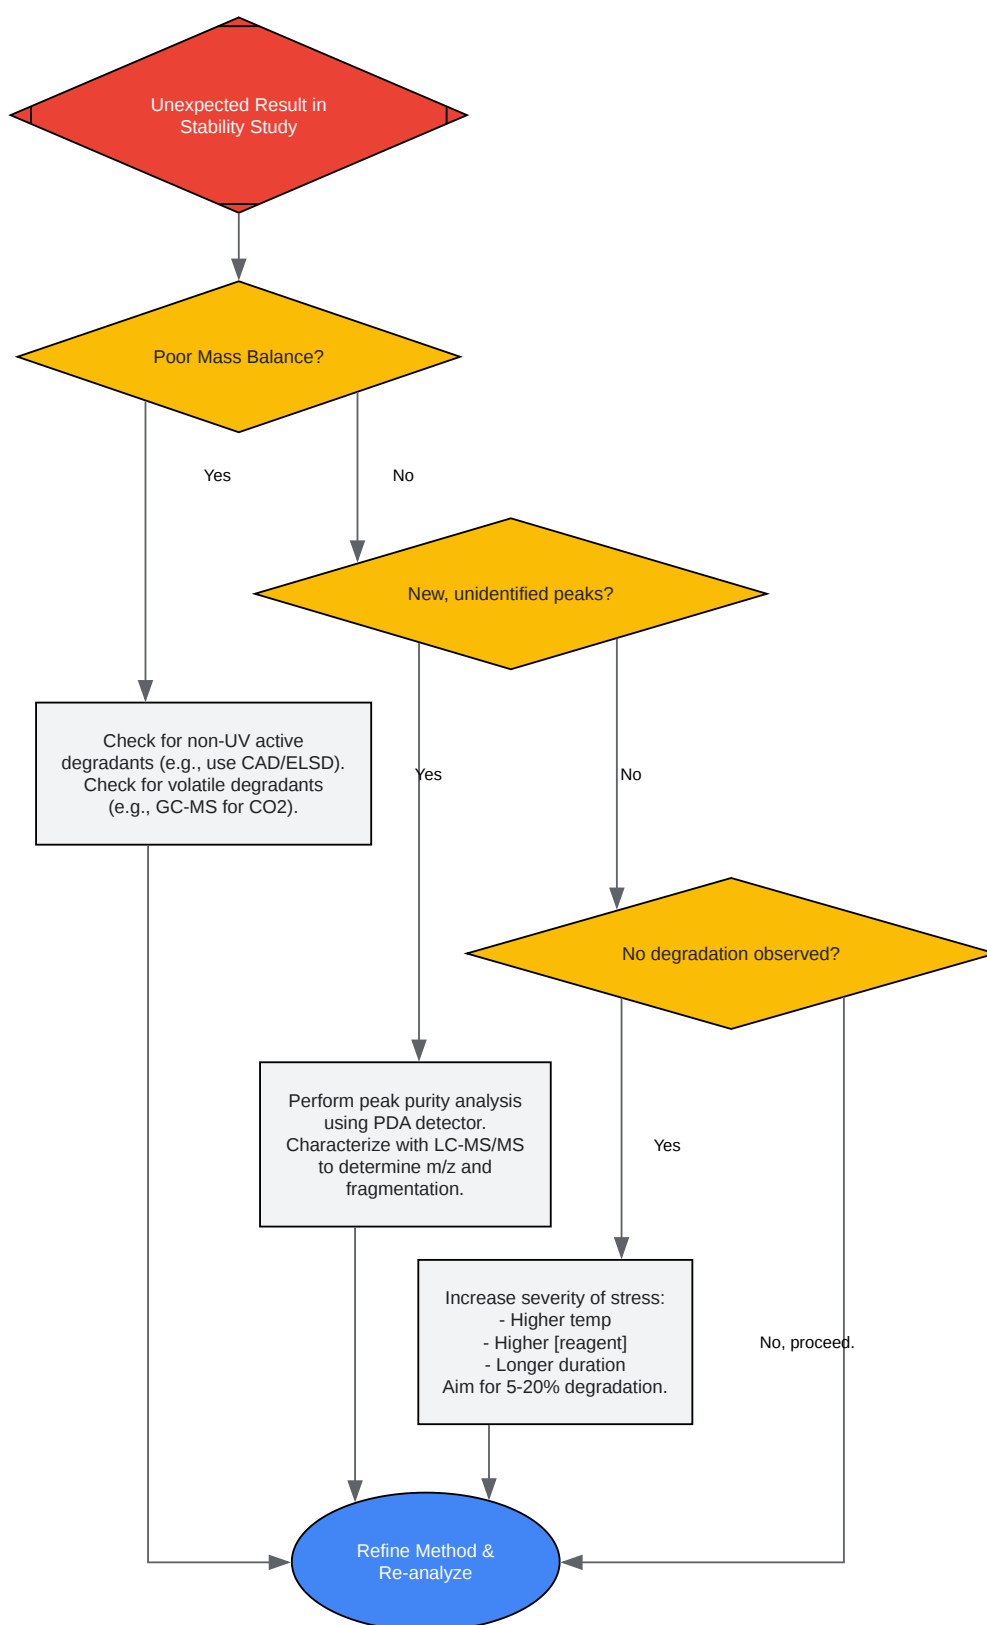 Unexpected Result in
Stability Study
Poor Mass Balance?
Yes
No
New, unidentified peaks?
Check for non-UV active
degradants (e.g., use CAD/ELSD).
Check for volatile degradants
(e.g., GC-MS for CO2).
Yes
No
No degradation observed?
Perform peak purity analysis
using PDA detector.
Characterize with LC-MS/MS
to determine m/z and
fragmentation.
Yes
Increase severity of stress:
- Higher temp
- Higher [reagent]
- Longer duration
Aim for 5-20% degradation.
No, proceed.
Refine Method &
Re-analyze